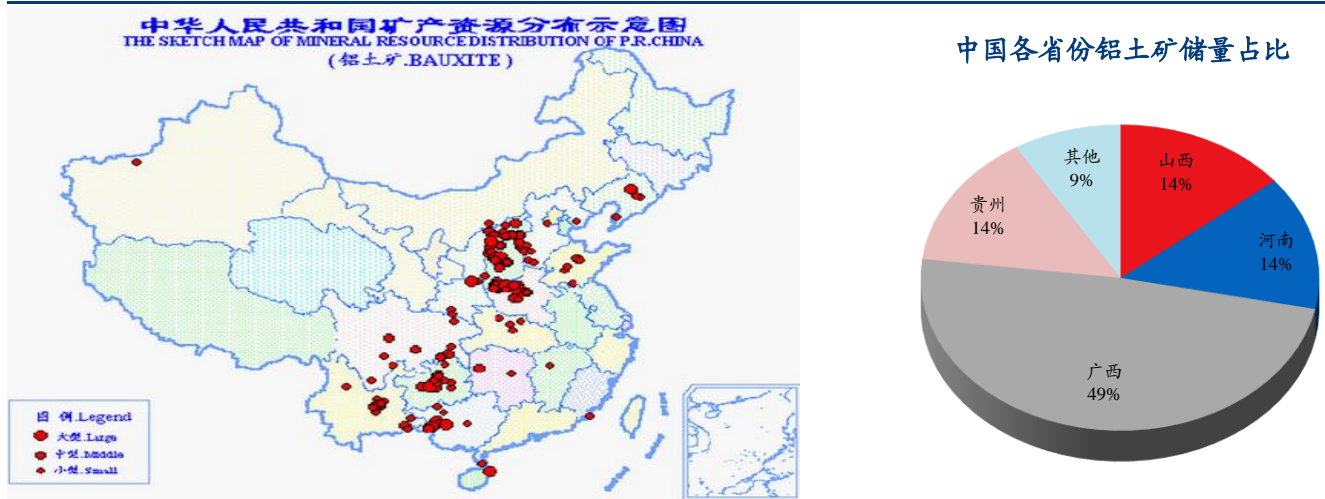 中华人民共和国矿产资源分布示意图
THE SKETCH MAP OF MINERAL RESOURCE DISTRIBUTION OF P.R.CHINA
(铝土矿.BAUXITE)
图 例.Legend
大型.Large
中型.Middle
小型.Small
中国各省份铝土矿储量占比
其他
9%
山西
14%
贵州
14%
河南
14%
广西
49%